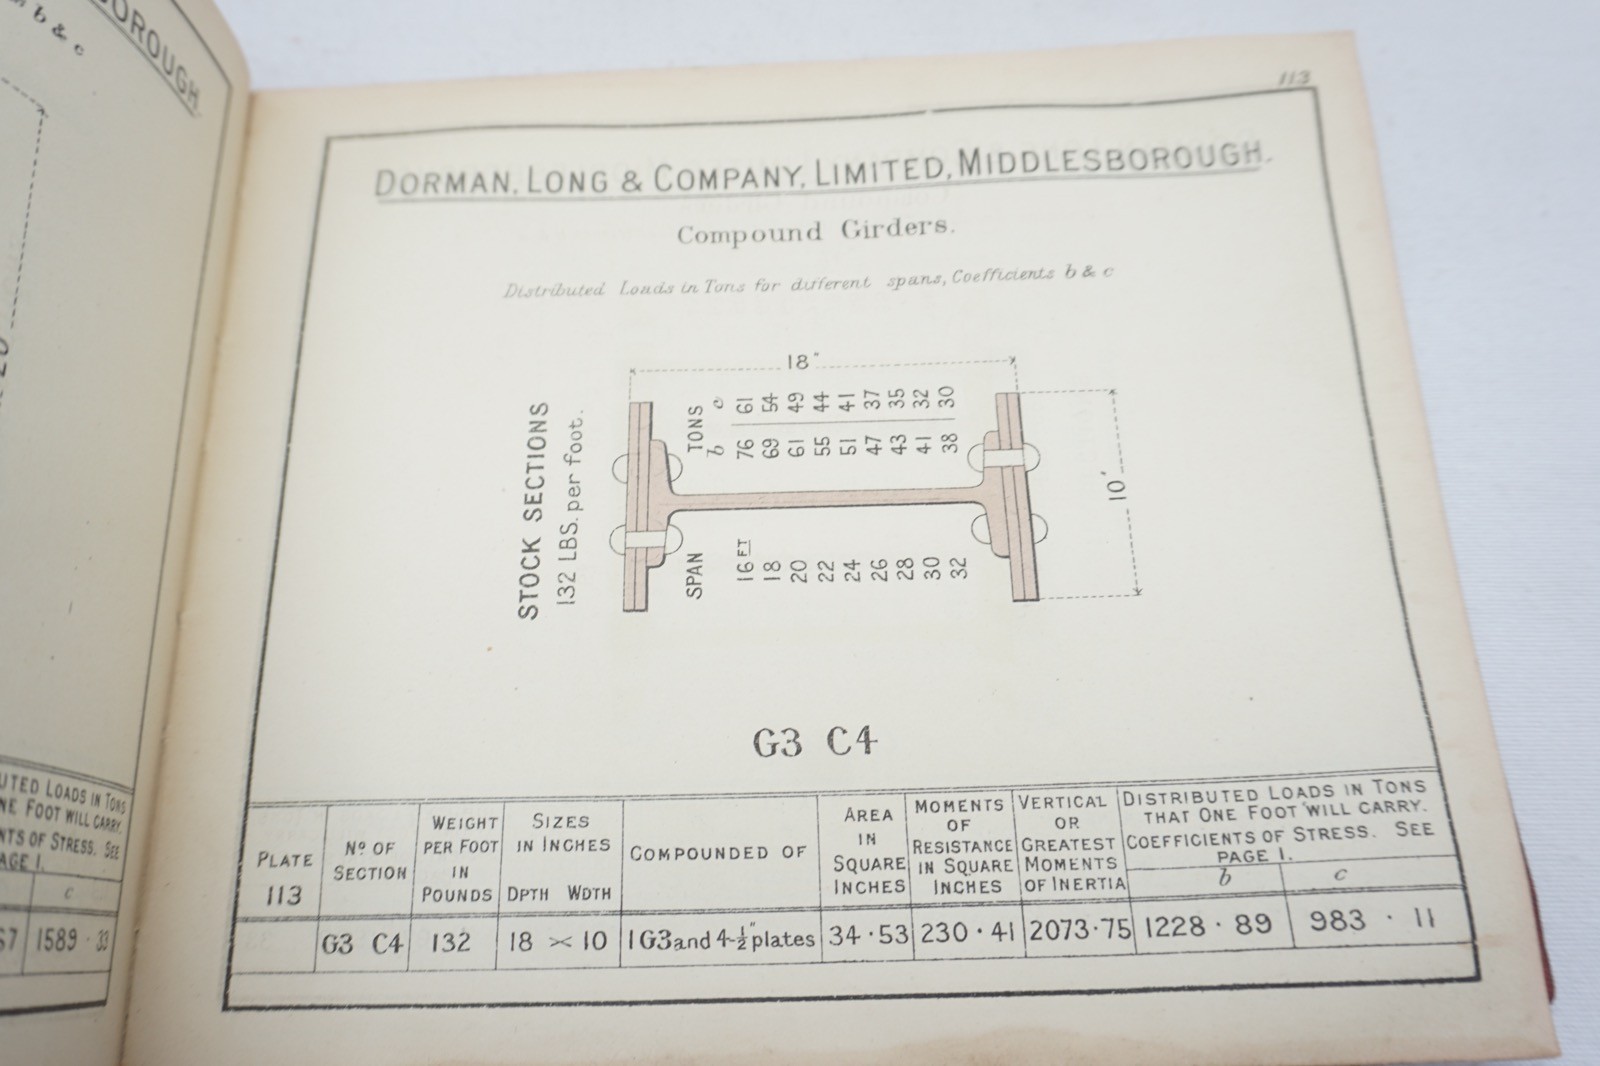 OROUGH.
b & c
UTED LOADS IN TONS
NE FOOT WILL CARRY.
NTS OF STRESS. SEE
AGE 1.
c
67 1589 · 33
113
DORMAN, LONG & COMPANY, LIMITED, MIDDLESBOROUGH.
Compound Girders.
Distributed Loads in Tons for different spans, Coefficients b & c
STOCK SECTIONS
132 LBS. per foot.
18"
10"
SPAN TONS
b c
16 FT 76 61
18 69 54
20 61 49
22 55 44
24 51 41
26 47 37
28 43 35
30 41 32
32 38 30
G3 C4
PLATE
113
Nº OF
SECTION
WEIGHT
PER FOOT
IN
POUNDS
SIZES
IN INCHES
DPTH WDTH
COMPOUNDED OF
AREA
IN
SQUARE
INCHES
MOMENTS
OF
RESISTANCE
IN SQUARE
INCHES
VERTICAL
OR
GREATEST
MOMENTS
OF INERTIA
DISTRIBUTED LOADS IN TONS
THAT ONE FOOT WILL CARRY.
COEFFICIENTS OF STRESS. SEE
PAGE 1.
b c
G3 C4 132 18 × 10 1 G3 and 4-½" plates 34·53 230·41 2073·75 1228·89 983·11